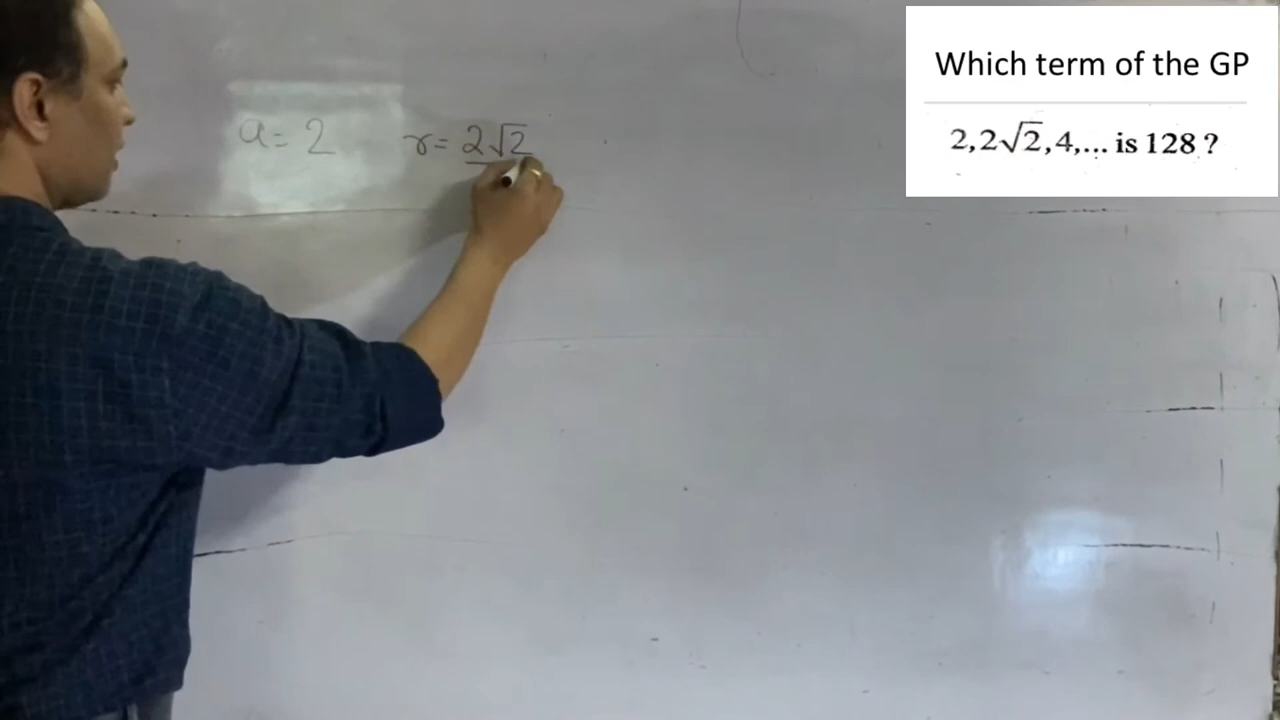 Which term of the GP
2,2√2,4,... is 128 ?
a = 2 r = 2√2